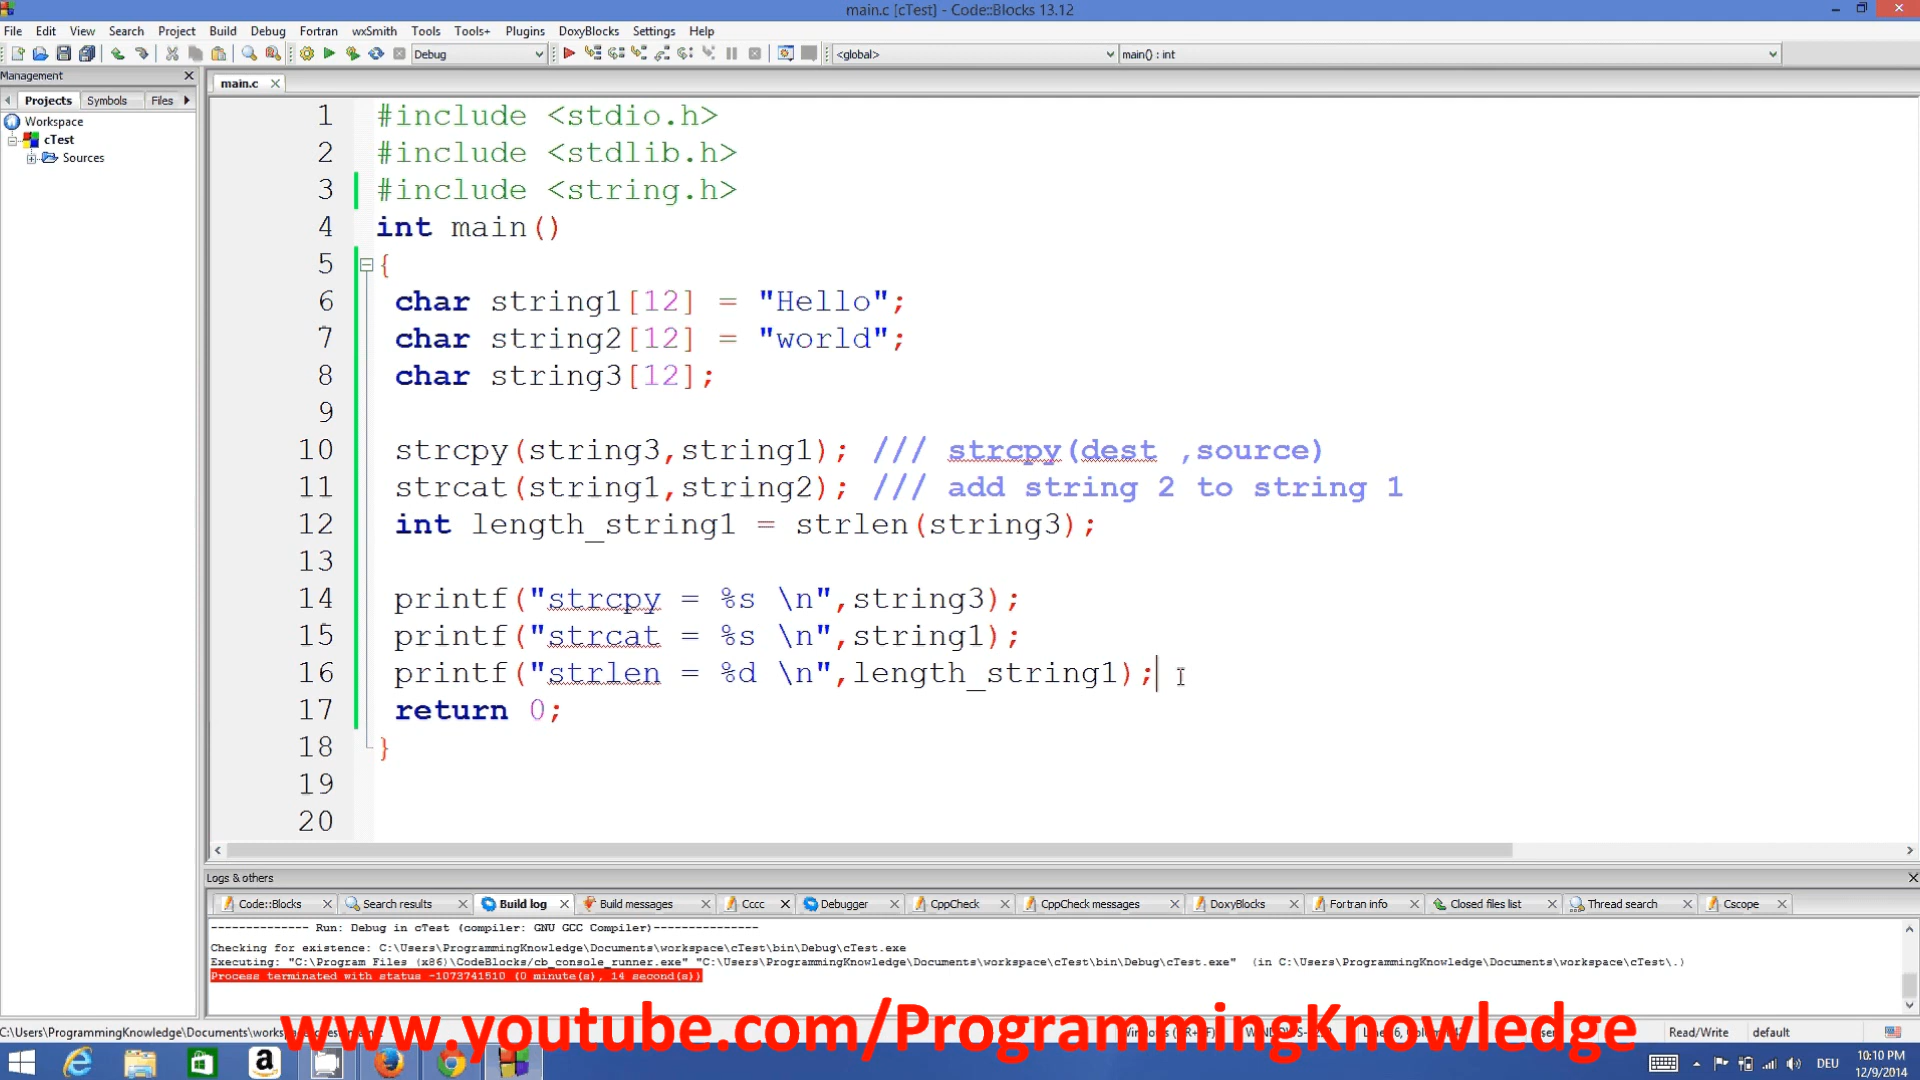 main.c [cTest] - Code::Blocks 13.12
File Edit View Search Project Build Debug Fortran wxSmith Tools Tools+ Plugins DoxyBlocks Settings Help
Debug <global> main() : int
Management
Projects Symbols Files
main.c
Workspace
cTest
Sources
1 #include <stdio.h>
2 #include <stdlib.h>
3 #include <string.h>
4 int main()
5 {
6 char string1[12] = "Hello";
7 char string2[12] = "world";
8 char string3[12];
9
10 strcpy(string3,string1); /// strcpy(dest ,source)
11 strcat(string1,string2); /// add string 2 to string 1
12 int length_string1 = strlen(string3);
13
14 printf("strcpy = %s \n",string3);
15 printf("strcat = %s \n",string1);
16 printf("strlen = %d \n",length_string1);
17 return 0;
18 }
19
20
Logs & others
Code::Blocks Search results Build log Build messages Cccc Debugger CppCheck CppCheck messages DoxyBlocks Fortran info Closed files list Thread search Cscope
-------------- Run: Debug in cTest (compiler: GNU GCC Compiler)---------------
Checking for existence: C:\Users\ProgrammingKnowledge\Documents\workspace\cTest\bin\Debug\cTest.exe
Executing: "C:\Program Files (x86)\CodeBlocks/cb_console_runner.exe" "C:\Users\ProgrammingKnowledge\Documents\workspace\cTest\bin\Debug\cTest.exe" (in C:\Users\ProgrammingKnowledge\Documents\workspace\cTest\.)
Process terminated with status -1073741510 (0 minute(s), 14 second(s))
www.youtube.com/ProgrammingKnowledge
Read/Write default
DEU
10:10 PM
12/9/2014